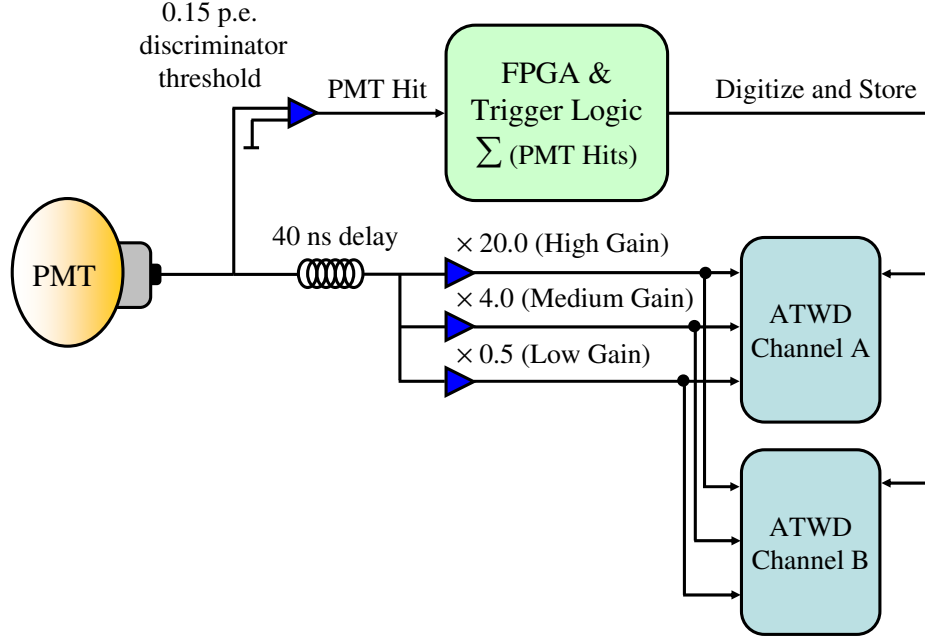 0.15 p.e.
discriminator
threshold
PMT Hit
FPGA &
Trigger Logic
∑ (PMT Hits)
Digitize and Store
PMT
40 ns delay
× 20.0 (High Gain)
× 4.0 (Medium Gain)
× 0.5 (Low Gain)
ATWD
Channel A
ATWD
Channel B